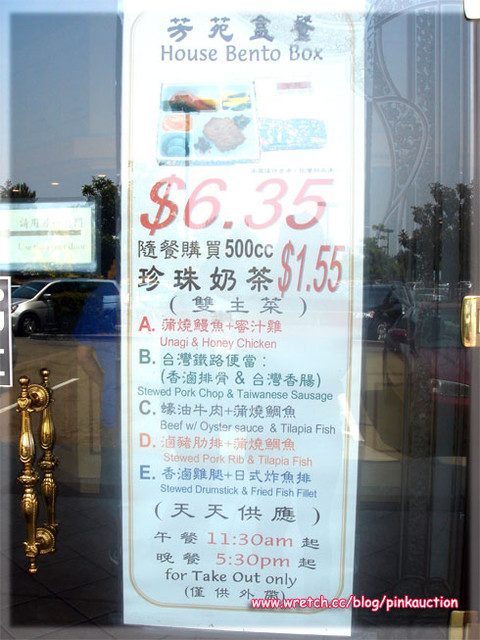 芳苑盒餐
House Bento Box
$6.35
隨餐購買500cc
珍珠奶茶$1.55
(雙主菜)
A. 蒲燒鰻魚+蜜汁雞
Unagi & Honey Chicken
B. 台灣鐵路便當:
(香滷排骨 & 台灣香腸)
Stewed Pork Chop & Taiwanese Sausage
C. 蠔油牛肉+蒲燒鯛魚
Beef w/ Oyster sauce & Tilapia Fish
D. 滷豬肋排+蒲燒鯛魚
Stewed Pork Rib & Tilapia Fish
E. 香滷雞腿+日式炸魚排
Stewed Drumstick & Fried Fish Fillet
(天天供應)
午餐 11:30am 起
晚餐 5:30pm 起
for Take Out only
(僅供外帶)
www.wretch.cc/blog/pinkauction